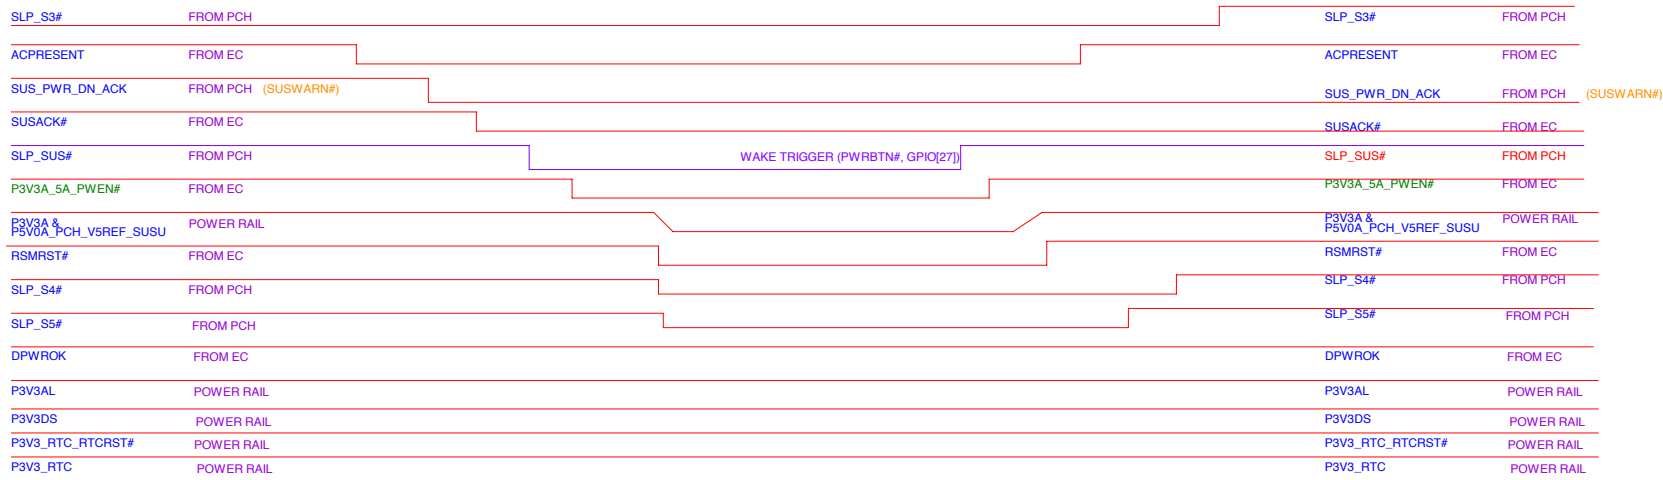 SLP_S3# FROM PCH SLP_S3# FROM PCH
ACPRESENT FROM EC ACPRESENT FROM EC
SUS_PWR_DN_ACK FROM PCH (SUSWARN#) SUS_PWR_DN_ACK FROM PCH (SUSWARN#)
SUSACK# FROM EC SUSACK# FROM EC
SLP_SUS# FROM PCH WAKE TRIGGER (PWRBTN#, GPIO[27]) SLP_SUS# FROM PCH
P3V3A_5A_PWEN# FROM EC P3V3A_5A_PWEN# FROM EC
P3V3A & POWER RAIL P3V3A & POWER RAIL
P5V0A_PCH_V5REF_SUSU P5V0A_PCH_V5REF_SUSU
RSMRST# FROM EC RSMRST# FROM EC
SLP_S4# FROM PCH SLP_S4# FROM PCH
SLP_S5# FROM PCH SLP_S5# FROM PCH
DPWROK FROM EC DPWROK FROM EC
P3V3AL POWER RAIL P3V3AL POWER RAIL
P3V3DS POWER RAIL P3V3DS POWER RAIL
P3V3_RTC_RTCRST# POWER RAIL P3V3_RTC_RTCRST# POWER RAIL
P3V3_RTC POWER RAIL P3V3_RTC POWER RAIL